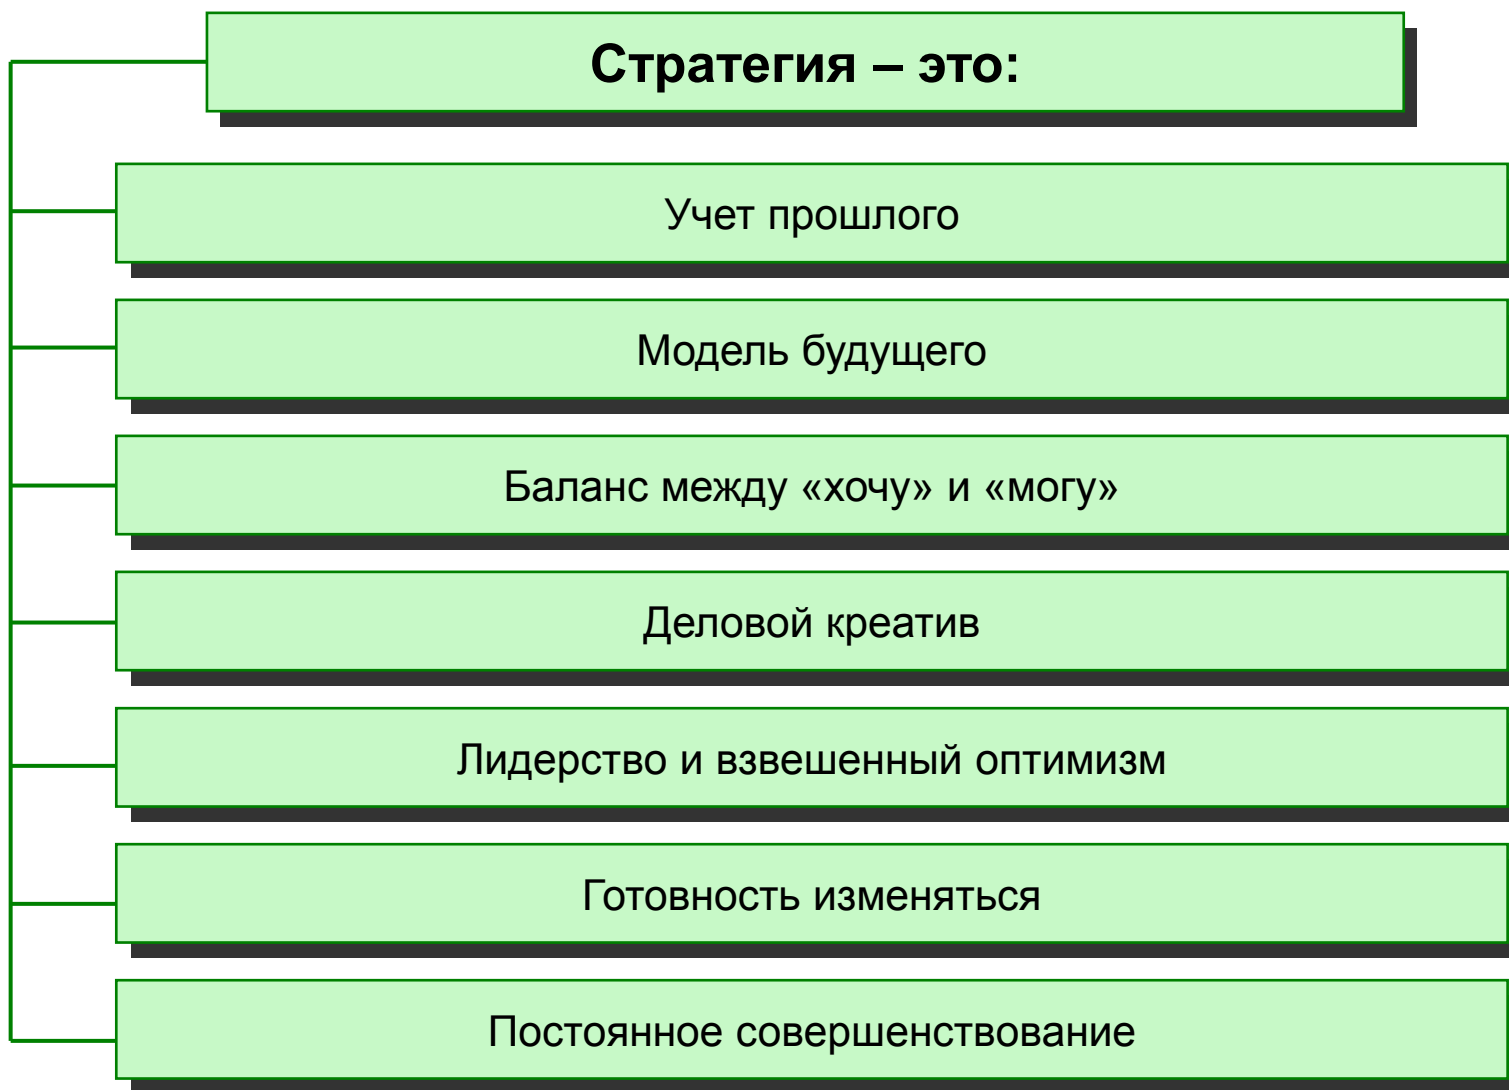 Стратегия – это:
Учет прошлого
Модель будущего
Баланс между «хочу» и «могу»
Деловой креатив
Лидерство и взвешенный оптимизм
Готовность изменяться
Постоянное совершенствование